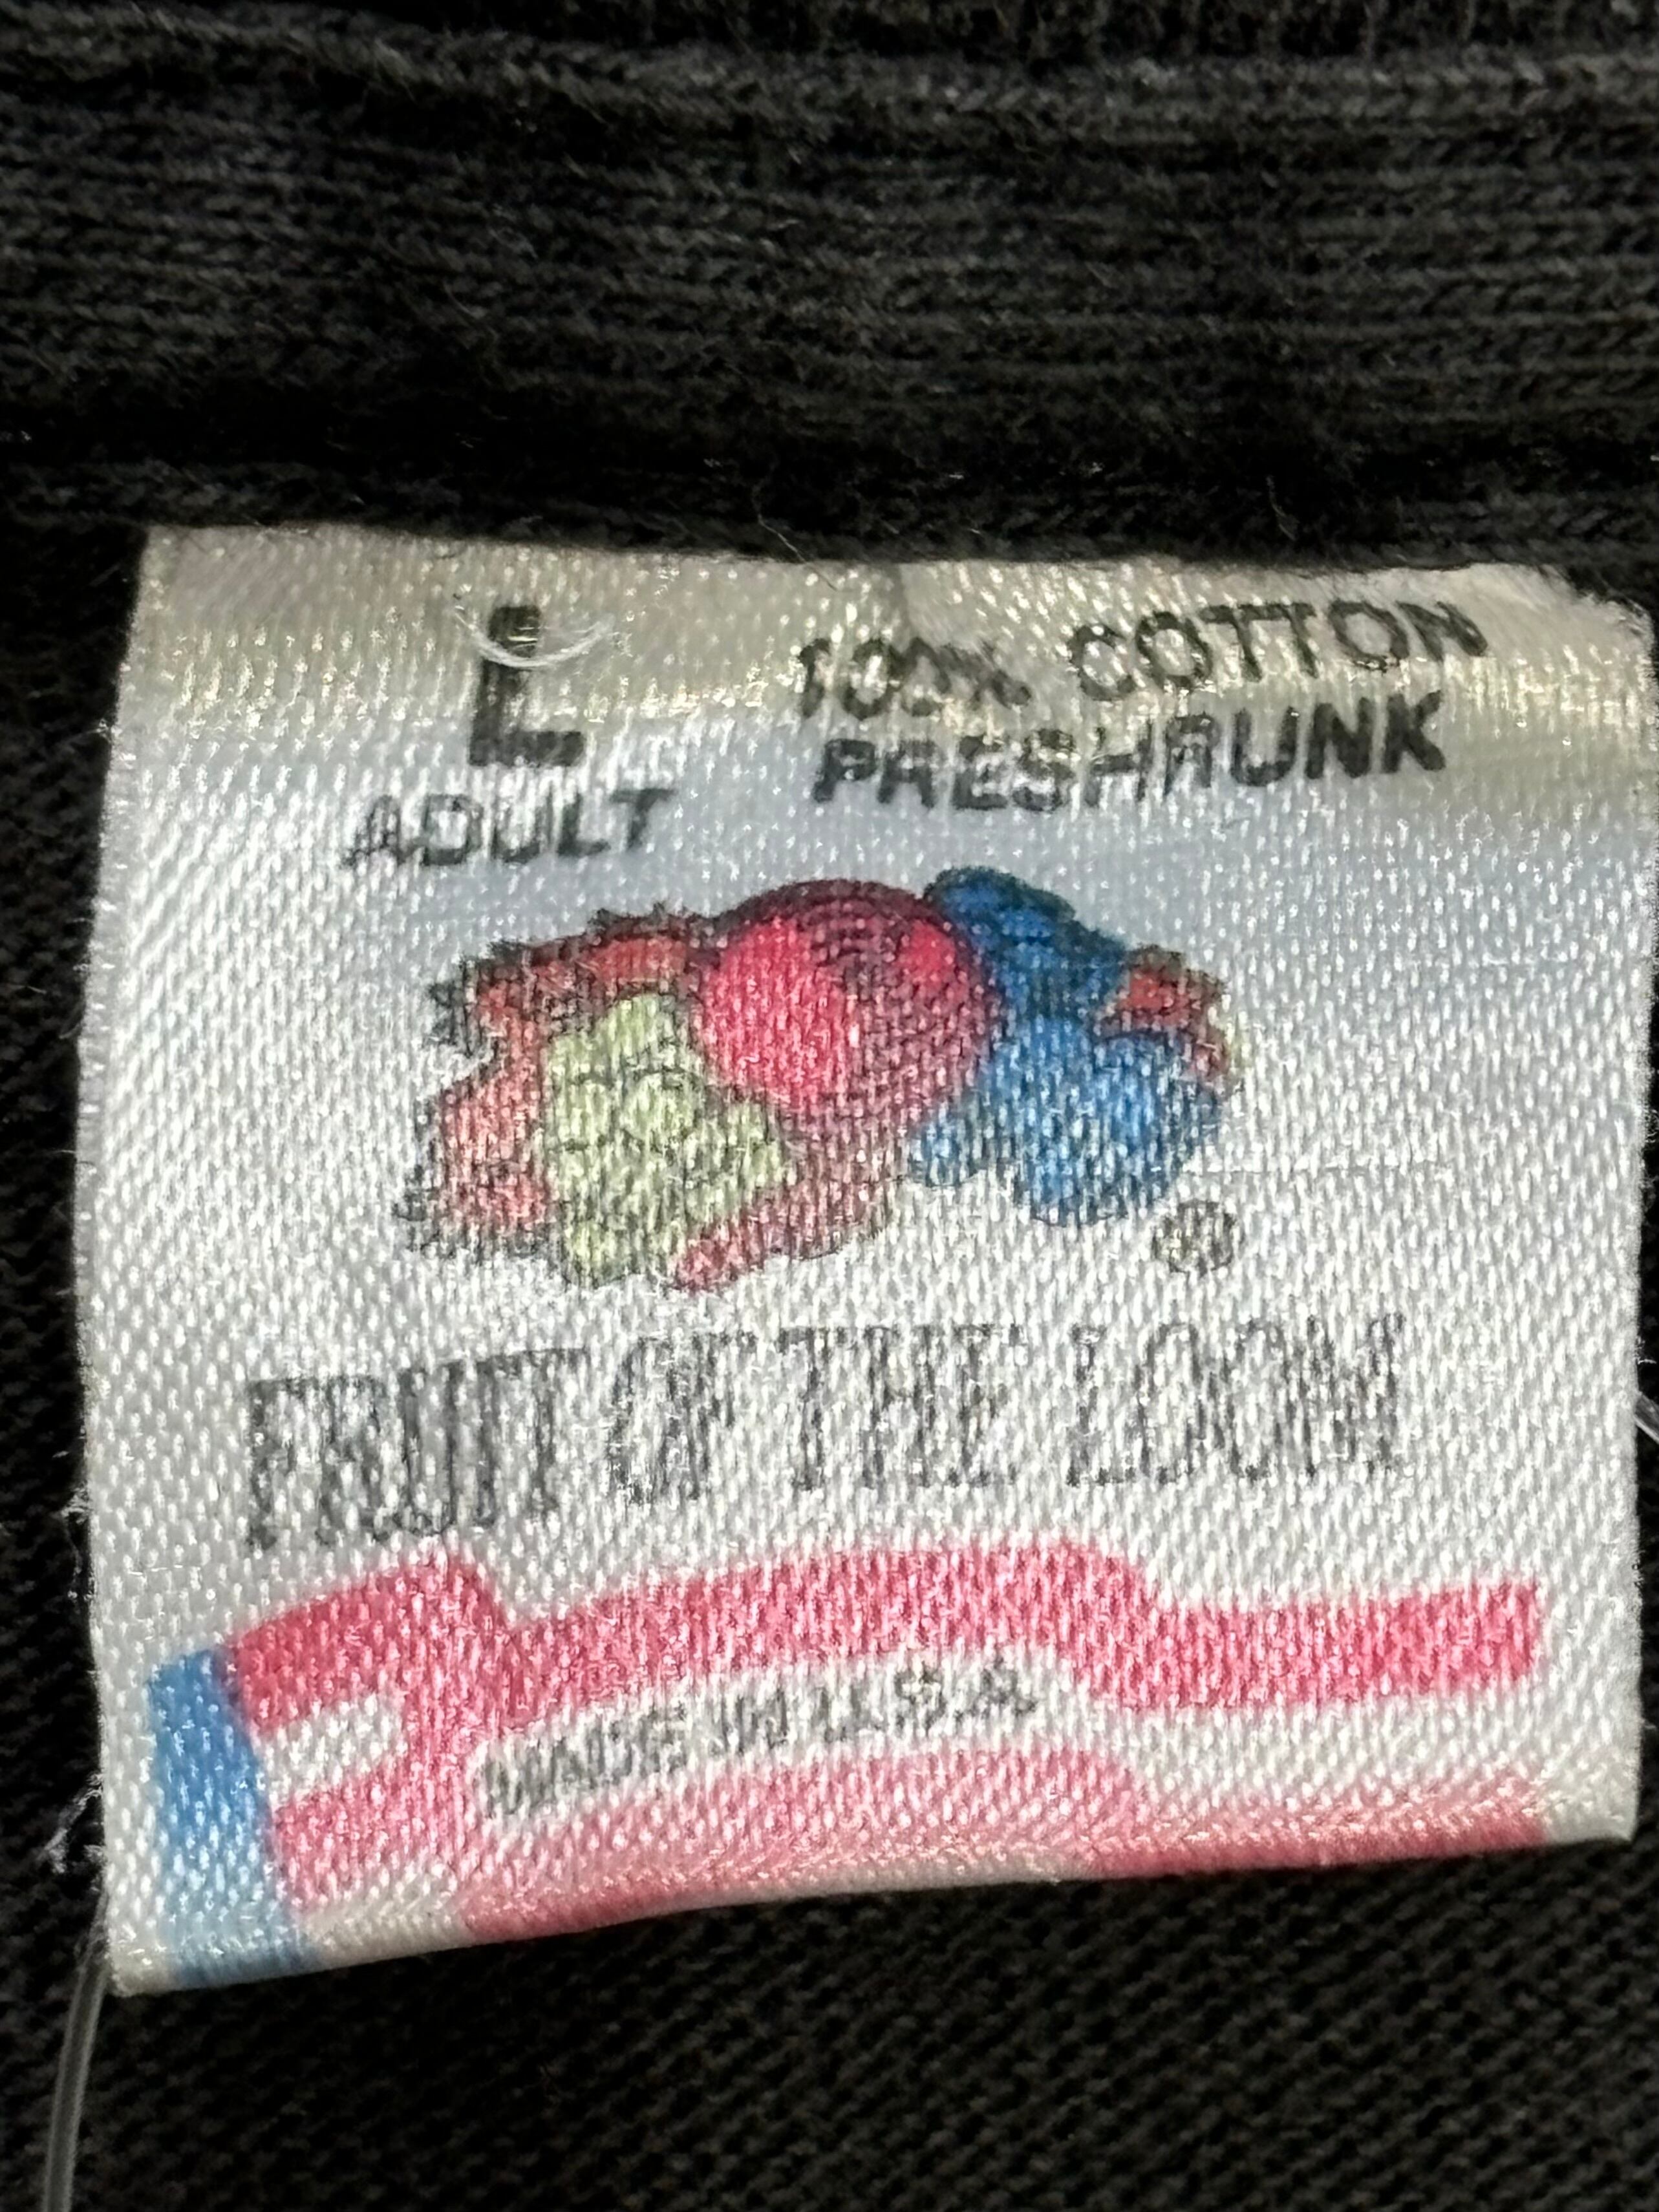 L 100% COTTON
ADULT PRESHRUNK
®
FRUIT OF THE LOOM
MADE IN U.S.A.